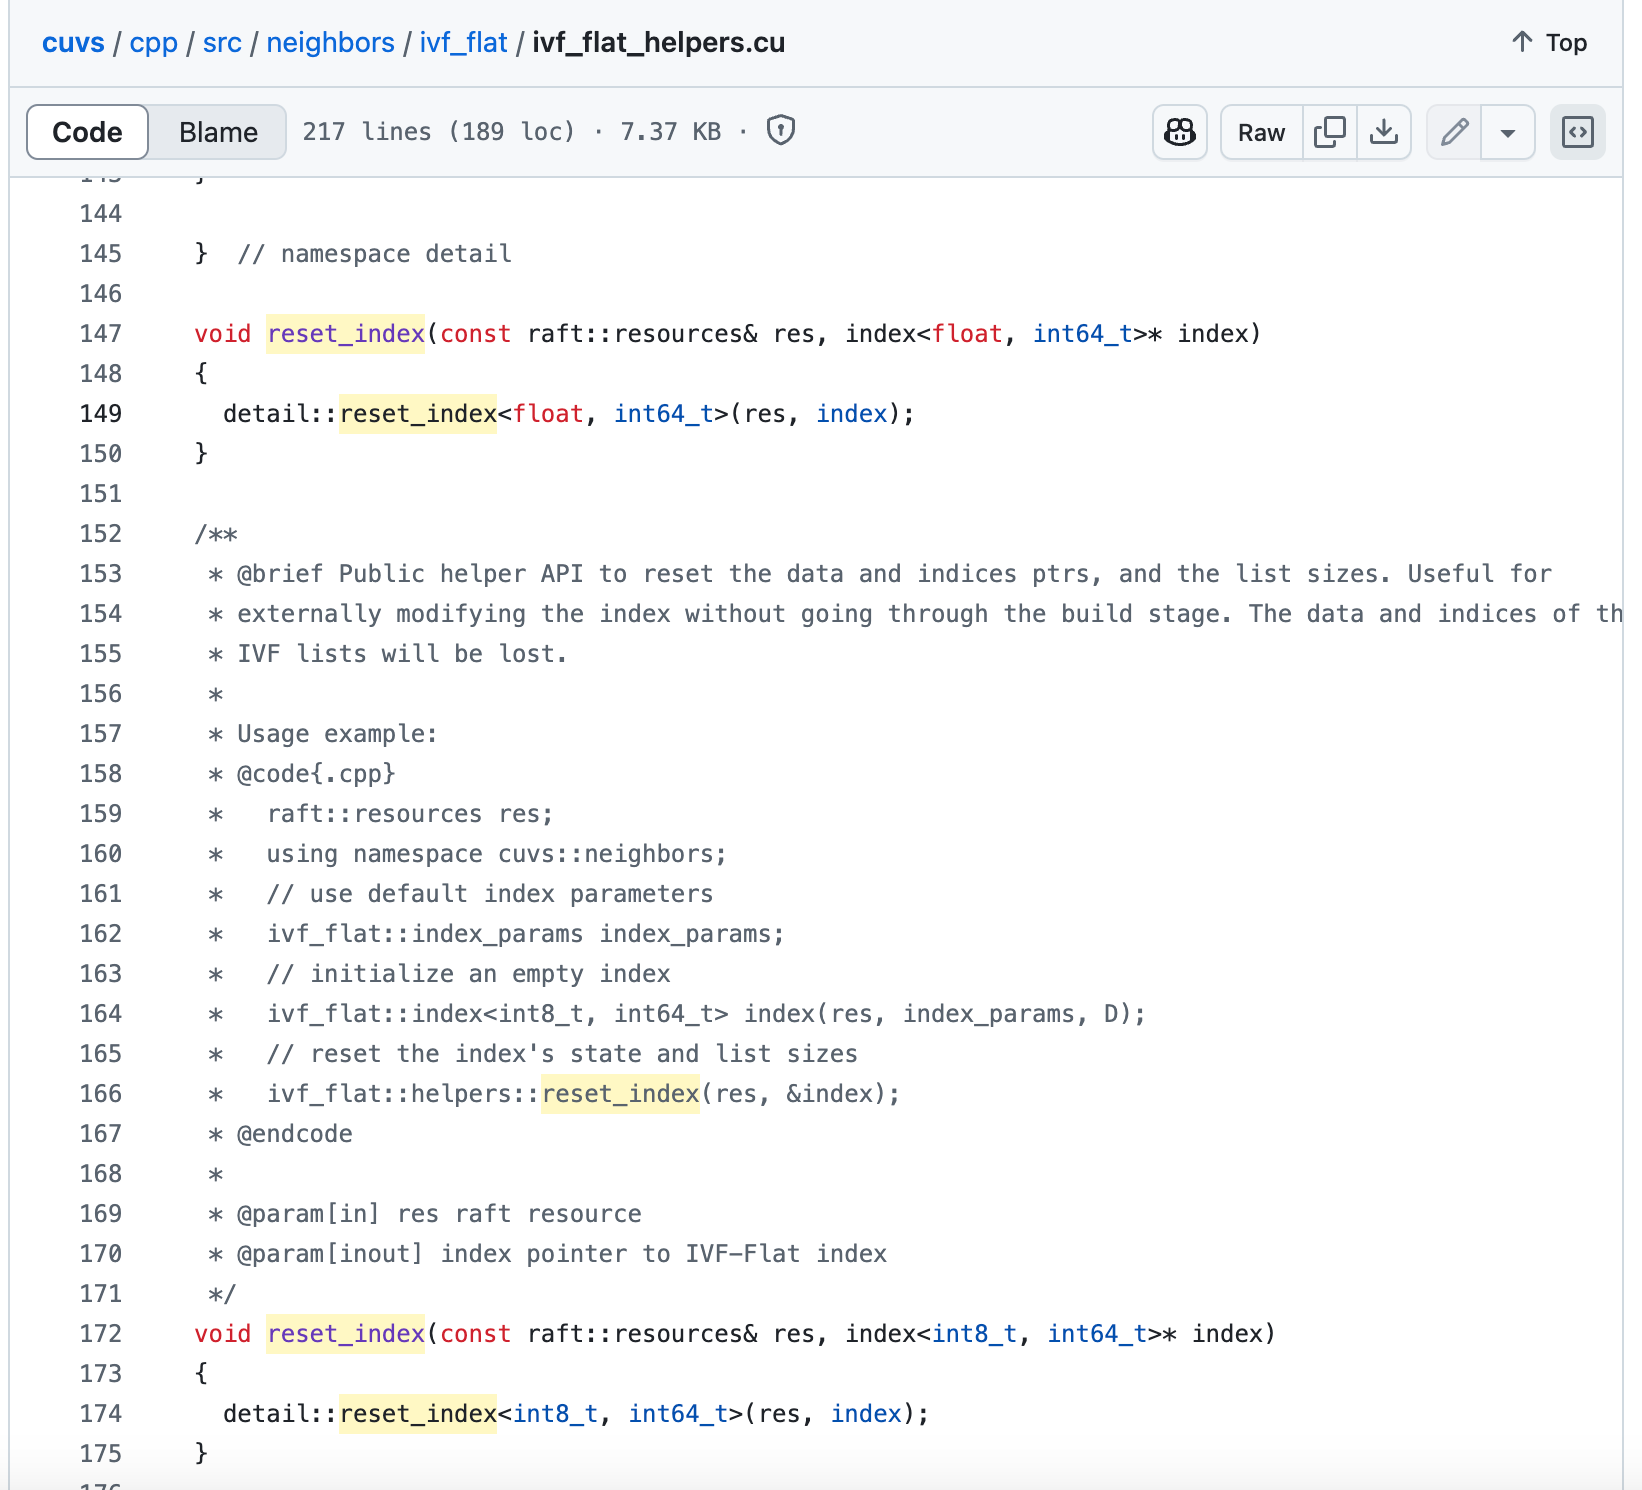 cuvs / cpp / src / neighbors / ivf_flat / ivf_flat_helpers.cu
Top
Code Blame 217 lines (189 loc) · 7.37 KB ·
Raw
144
145 } // namespace detail
146
147 void reset_index(const raft::resources& res, index<float, int64_t>* index)
148 {
149 detail::reset_index<float, int64_t>(res, index);
150 }
151
152 /**
153 * @brief Public helper API to reset the data and indices ptrs, and the list sizes. Useful for
154 * externally modifying the index without going through the build stage. The data and indices of th
155 * IVF lists will be lost.
156 *
157 * Usage example:
158 * @code{.cpp}
159 * raft::resources res;
160 * using namespace cuvs::neighbors;
161 * // use default index parameters
162 * ivf_flat::index_params index_params;
163 * // initialize an empty index
164 * ivf_flat::index<int8_t, int64_t> index(res, index_params, D);
165 * // reset the index's state and list sizes
166 * ivf_flat::helpers::reset_index(res, &index);
167 * @endcode
168 *
169 * @param[in] res raft resource
170 * @param[inout] index pointer to IVF-Flat index
171 */
172 void reset_index(const raft::resources& res, index<int8_t, int64_t>* index)
173 {
174 detail::reset_index<int8_t, int64_t>(res, index);
175 }